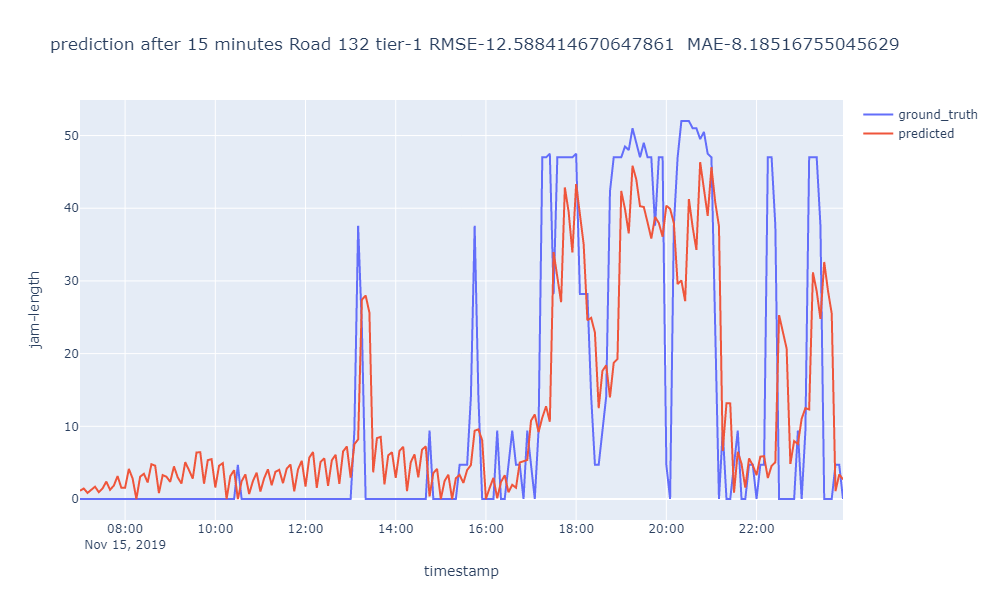 prediction after 15 minutes Road 132 tier-1 RMSE-12.588414670647861  MAE-8.18516755045629
ground_truth
predicted
50
40
30
20
10
0
jam-length
08:00
10:00
12:00
14:00
16:00
18:00
20:00
22:00
Nov 15, 2019
timestamp